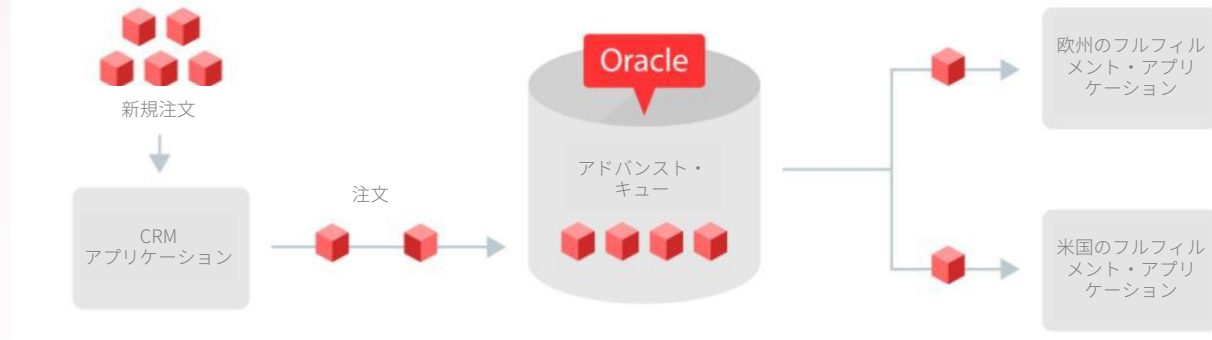 新規注文
CRM
アプリケーション
注文
Oracle
アドバンスト・
キュー
欧州のフルフィル
メント・アプリ
ケーション
米国のフルフィル
メント・アプリ
ケーション